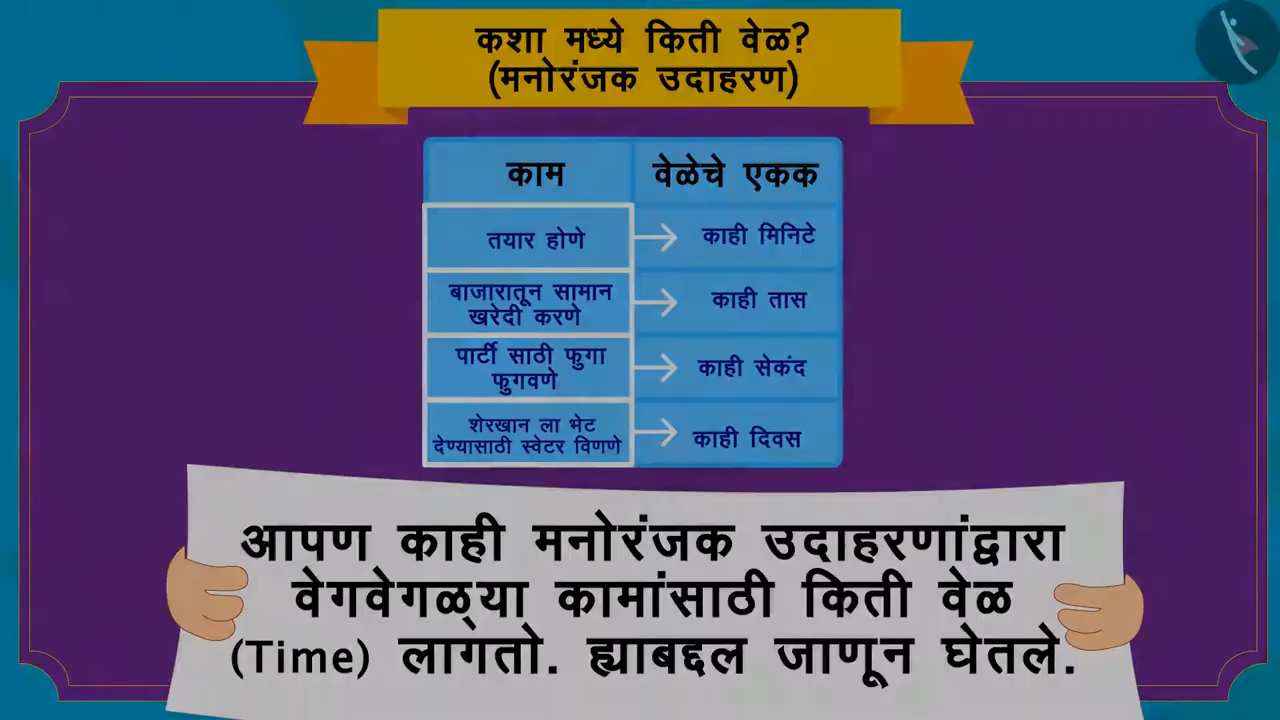 कशा मध्ये किती वेळ?
(मनोरंजक उदाहरण)
काम
वेळेचे एकक
तयार होणे
काही मिनिटे
बाजारातून सामान
खरेदी करणे
काही तास
पार्टी साठी फुगा
फुगवणे
काही सेकंद
शेरखान ला भेट
देण्यासाठी स्वेटर विणणे
काही दिवस
आपण काही मनोरंजक उदाहरणांद्वारा
वेगवेगळ्या कामांसाठी किती वेळ
(Time) लागतो. ह्याबद्दल जाणून घेतले.